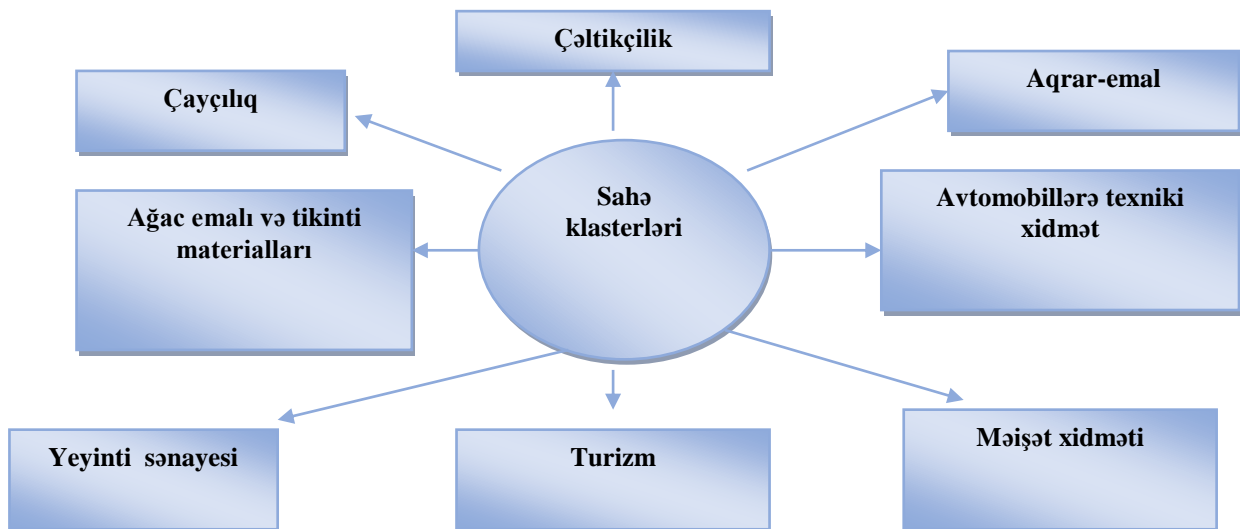 Çəltikçilik
Çayçılıq
Aqrar-emal
Sahə
klasterləri
Ağac emalı və tikinti
materialları
Avtomobillərə texniki
xidmət
Yeyinti sənayesi
Turizm
Məişət xidməti